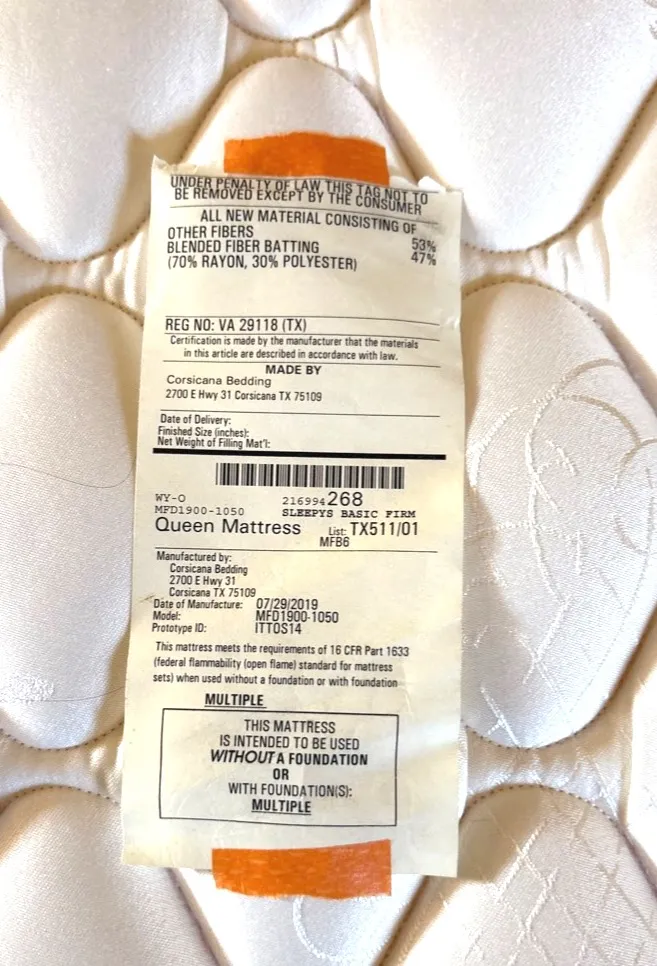 UNDER PENALTY OF LAW THIS TAG NOT TO
BE REMOVED EXCEPT BY THE CONSUMER
ALL NEW MATERIAL CONSISTING OF
OTHER FIBERS 53%
BLENDED FIBER BATTING 47%
(70% RAYON, 30% POLYESTER)
REG NO: VA 29118 (TX)
Certification is made by the manufacturer that the materials
in this article are described in accordance with law.
MADE BY
Corsicana Bedding
2700 E Hwy 31 Corsicana TX 75109
Date of Delivery:
Finished Size (inches):
Net Weight of Filling Mat'l:
WY-O 216994 268
MFD1900-1050 SLEEPYS BASIC FIRM
Queen Mattress List: TX511/01
MFB6
Manufactured by:
Corsicana Bedding
2700 E Hwy 31
Corsicana TX 75109
Date of Manufacture: 07/29/2019
Model: MFD1900-1050
Prototype ID: ITTOS14
This mattress meets the requirements of 16 CFR Part 1633
(federal flammability (open flame) standard for mattress
sets) when used without a foundation or with foundation
MULTIPLE
THIS MATTRESS
IS INTENDED TO BE USED
WITHOUT A FOUNDATION
OR
WITH FOUNDATION(S):
MULTIPLE